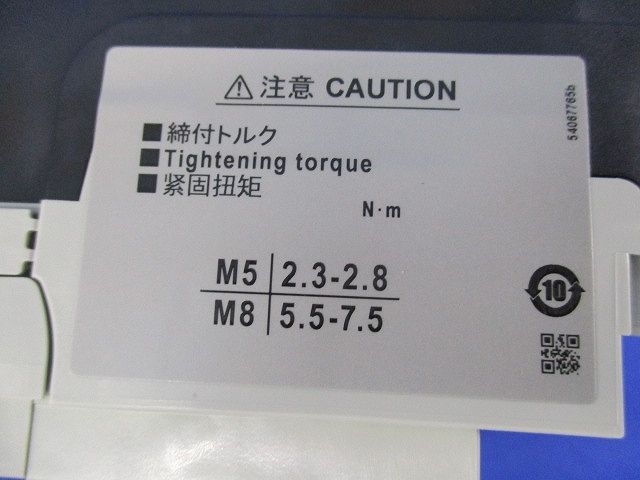 注意 CAUTION
54067765b
■締付トルク
■Tightening torque
■紧固扭矩
N·m
M5 2.3-2.8
M8 5.5-7.5
10